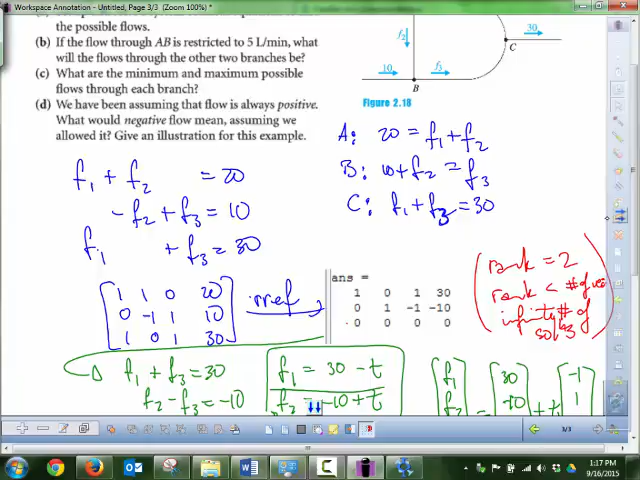 Workspace Annotation - Untitled, Page 3/3 Zoom 200%* [Document Mode]
the possible flows.
(b) If the flow through AB is restricted to 5 L/min, what
will the flows through the other two branches be?
(c) What are the minimum and maximum possible
flows through each branch?
(d) We have been assuming that flow is always positive.
What would negative flow mean, assuming we
allowed it? Give an illustration for this example.
f2
30
C
10
f3
B
Figure 2.18
A: 20 = f1 + f2
B: 10 + f2 = f3
C: f1 + f3 = 30
f1 + f2 = 20
-f2 + f3 = 10
f1 + f3 = 30
1 1 0 20
0 -1 1 10
1 0 1 30
rref
ans =
1 0 1 30
0 1 -1 -10
0 0 0 0
rank = 2
rank < # of
infinity # of
f1 + f3 = 30
f2 - f3 = -10
f1 = 30 - t
f2 = -10 + t
f1
f2
=
30
-10
+ t
-1
1
3/3
1:17 PM
9/16/2015